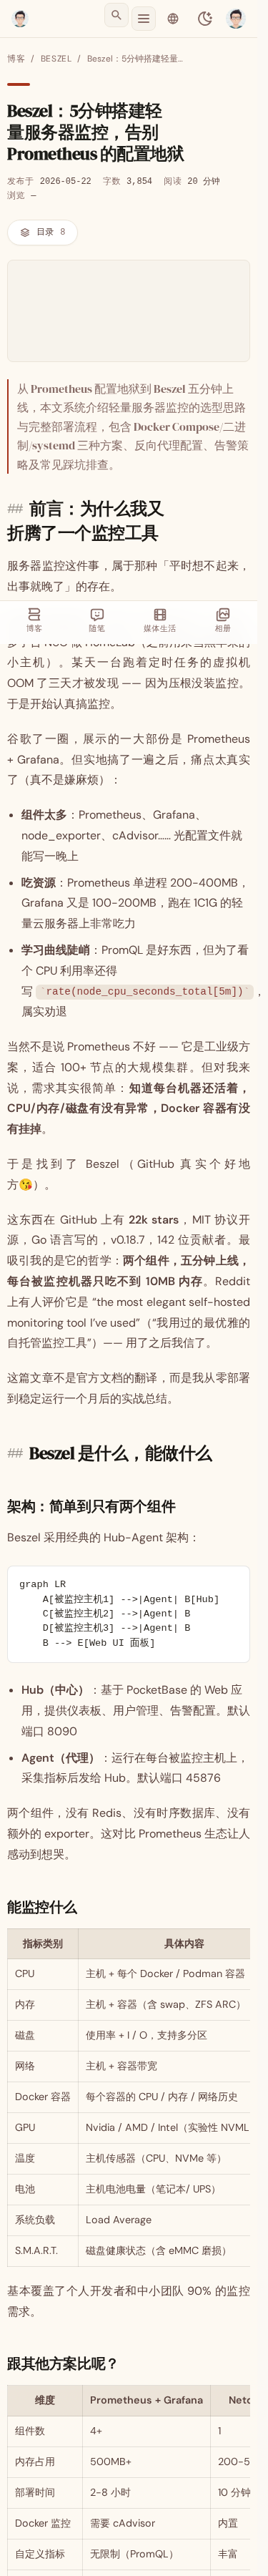 博客 / BESZEL / Beszel：5分钟搭建轻量…
Beszel：5分钟搭建轻
量服务器监控，告别
Prometheus 的配置地狱
发布于 2026-05-22 字数 3,854 阅读 20 分钟
浏览 —
目录 8
从 Prometheus 配置地狱到 Beszel 五分钟上
线，本文系统介绍轻量服务器监控的选型思路
与完整部署流程，包含 Docker Compose/二进
制/systemd 三种方案、反向代理配置、告警策
略及常见踩坑排查。
## 前言：为什么我又
折腾了一个监控工具
服务器监控这件事，属于那种「平时想不起来，
出事就晚了」的存在。
博客 随笔 媒体生活 相册
小主机）。某天一台跑着定时任务的虚拟机
OOM 了三天才被发现 —— 因为压根没装监控。
于是开始认真搞监控。
谷歌了一圈，展示的一大部份是 Prometheus
+ Grafana。但实地搞了一遍之后，痛点太真实
了（真不是嫌麻烦）：
组件太多：Prometheus、Grafana、
node_exporter、cAdvisor…… 光配置文件就
能写一晚上
吃资源：Prometheus 单进程 200-400MB，
Grafana 又是 100-200MB，跑在 1C1G 的轻
量云服务器上非常吃力
学习曲线陡峭：PromQL 是好东西，但为了看
个 CPU 利用率还得
写 `rate(node_cpu_seconds_total[5m])`，
属实劝退
当然不是说 Prometheus 不好 —— 它是工业级方
案，适合 100+ 节点的大规模集群。但对我来
说，需求其实很简单：知道每台机器还活着，
CPU/内存/磁盘有没有异常，Docker 容器有没
有挂掉。
于是找到了 Beszel（GitHub 真实个好地
方😘）。
这东西在 GitHub 上有 22k stars，MIT 协议开
源，Go 语言写的，v0.18.7，142 位贡献者。最
吸引我的是它的哲学：两个组件，五分钟上线，
每台被监控机器只吃不到 10MB 内存。Reddit
上有人评价它是 “the most elegant self-hosted
monitoring tool I’ve used”（“我用过的最优雅的
自托管监控工具”）—— 用了之后我信了。
这篇文章不是官方文档的翻译，而是我从零部署
到稳定运行一个月后的实战总结。
## Beszel 是什么，能做什么
架构：简单到只有两个组件
Beszel 采用经典的 Hub-Agent 架构：
graph LR
A[被监控主机1] -->|Agent| B[Hub]
C[被监控主机2] -->|Agent| B
D[被监控主机3] -->|Agent| B
B --> E[Web UI 面板]
Hub（中心）：基于 PocketBase 的 Web 应
用，提供仪表板、用户管理、告警配置。默认
端口 8090
Agent（代理）：运行在每台被监控主机上，
采集指标后发给 Hub。默认端口 45876
两个组件，没有 Redis、没有时序数据库、没有
额外的 exporter。这对比 Prometheus 生态让人
感动到想哭。
能监控什么
指标类别 具体内容
CPU 主机 + 每个 Docker / Podman 容器
内存 主机 + 容器（含 swap、ZFS ARC）
磁盘 使用率 + I / O，支持多分区
网络 主机 + 容器带宽
Docker 容器 每个容器的 CPU / 内存 / 网络历史
GPU Nvidia / AMD / Intel（实验性 NVML
温度 主机传感器（CPU、NVMe 等）
电池 主机电池电量（笔记本/ UPS）
系统负载 Load Average
S.M.A.R.T. 磁盘健康状态（含 eMMC 磨损）
基本覆盖了个人开发者和中小团队 90% 的监控
需求。
跟其他方案比呢？
维度 Prometheus + Grafana
组件数 4+ 1
内存占用 500MB+ 200-5
部署时间 2-8 小时 10 分钟
Docker 监控 需要 cAdvisor 内置
自定义指标 无限制（PromQL） 丰富